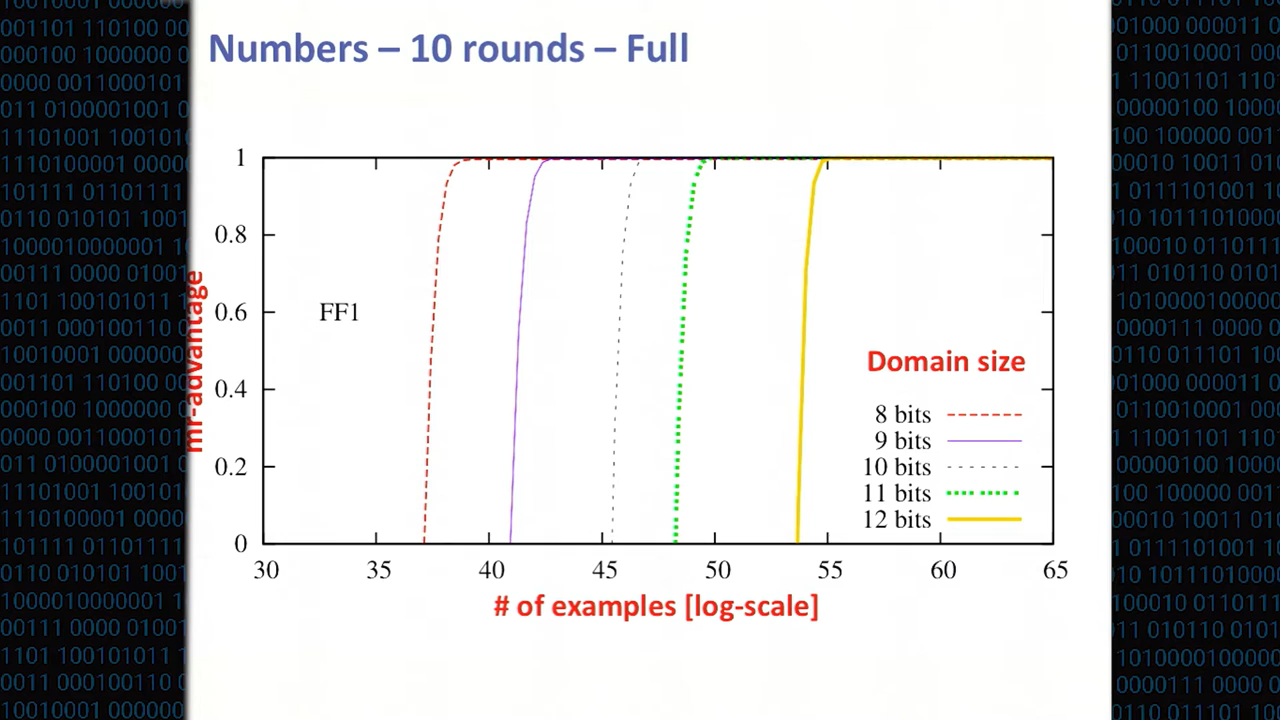 Numbers – 10 rounds – Full
1
0.8
0.6
0.4
0.2
0
mr-advantage
FF1
Domain size
8 bits
9 bits
10 bits
11 bits
12 bits
30 35 40 45 50 55 60 65
# of examples [log-scale]